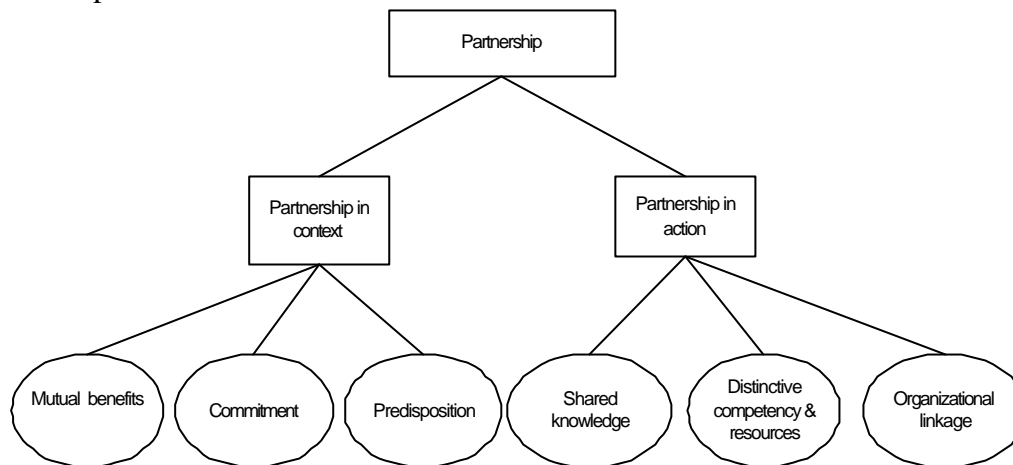 Partnership
Partnership in
context
Partnership in
action
Mutual benefits
Commitment
Predisposition
Shared
knowledge
Distinctive
competency &
resources
Organizational
linkage